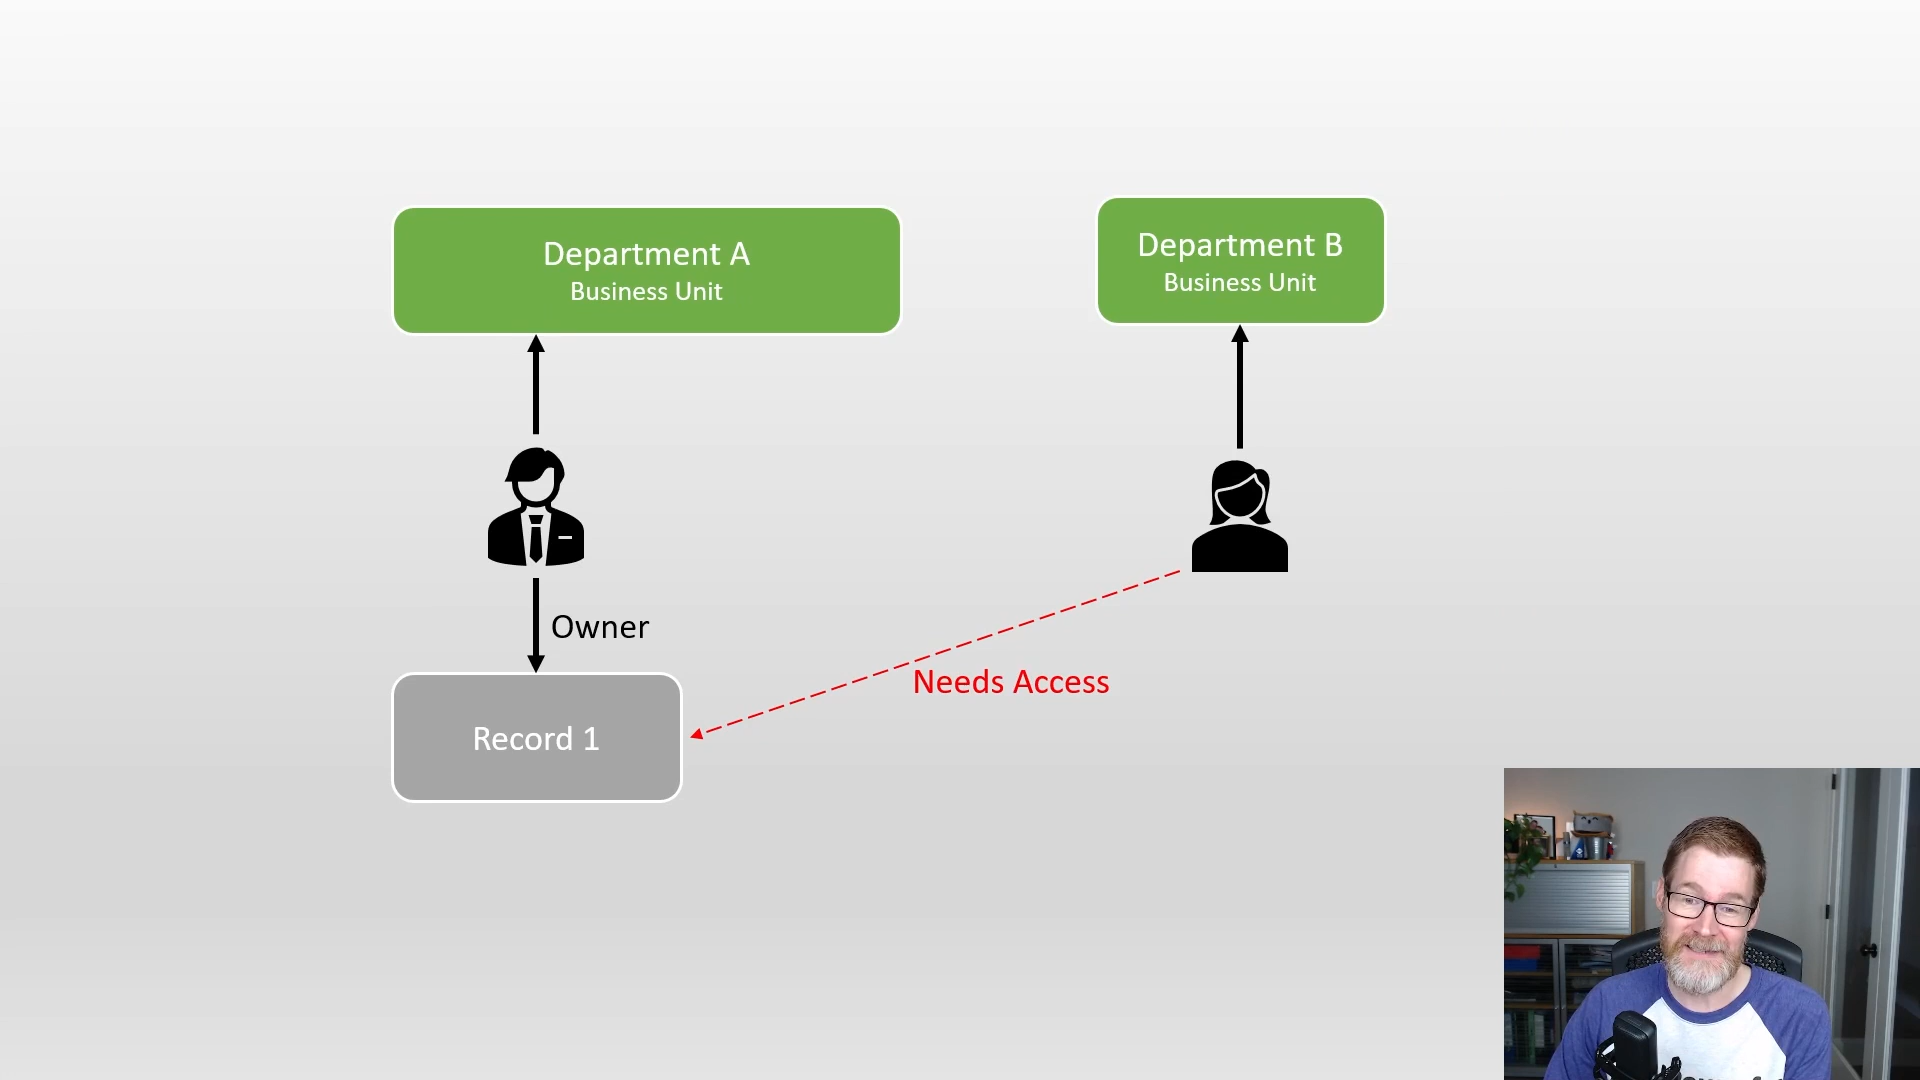 Department A
Business Unit
Department B
Business Unit
Owner
Needs Access
Record 1